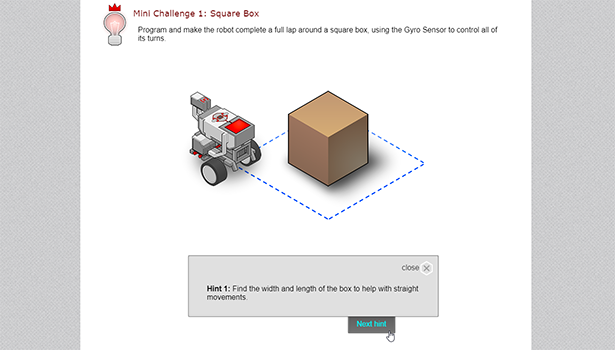 Mini Challenge 1: Square Box
Program and make the robot complete a full lap around a square box, using the Gyro Sensor to control all of
its turns.
close
Hint 1: Find the width and length of the box to help with straight
movements.
Next hint